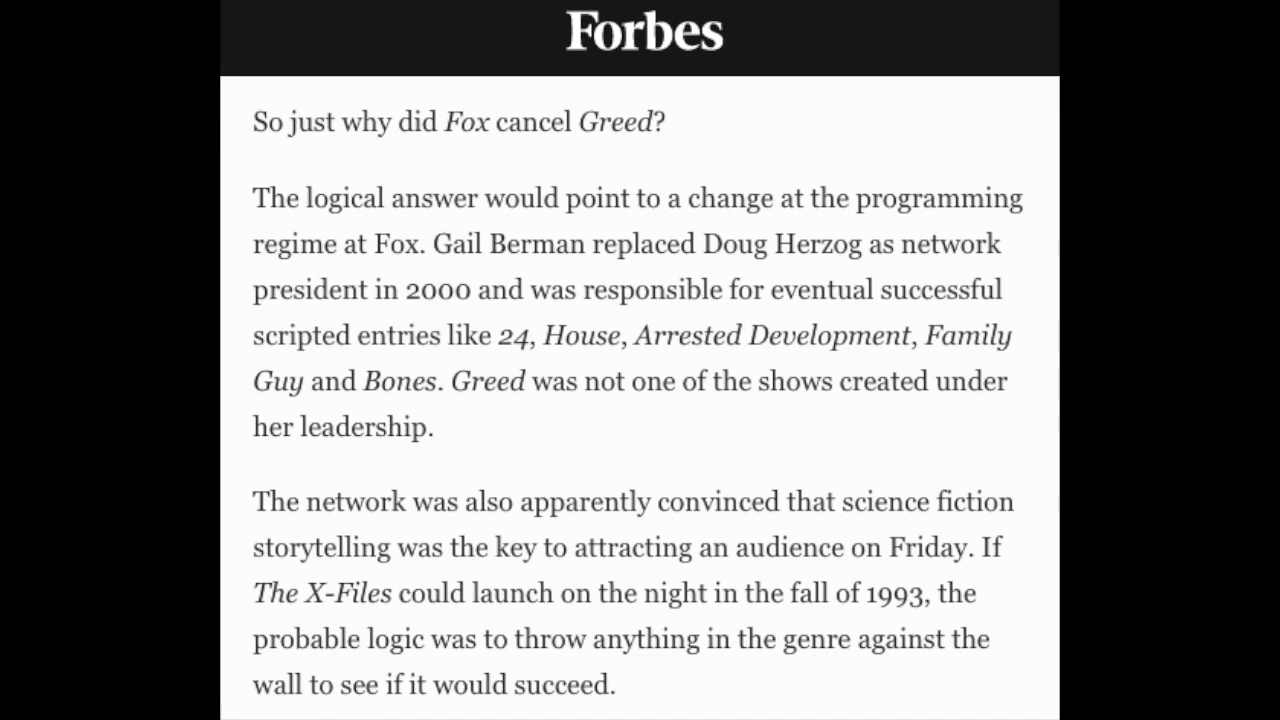 Forbes
So just why did Fox cancel Greed?
The logical answer would point to a change at the programming
regime at Fox. Gail Berman replaced Doug Herzog as network
president in 2000 and was responsible for eventual successful
scripted entries like 24, House, Arrested Development, Family
Guy and Bones. Greed was not one of the shows created under
her leadership.
The network was also apparently convinced that science fiction
storytelling was the key to attracting an audience on Friday. If
The X-Files could launch on the night in the fall of 1993, the
probable logic was to throw anything in the genre against the
wall to see if it would succeed.